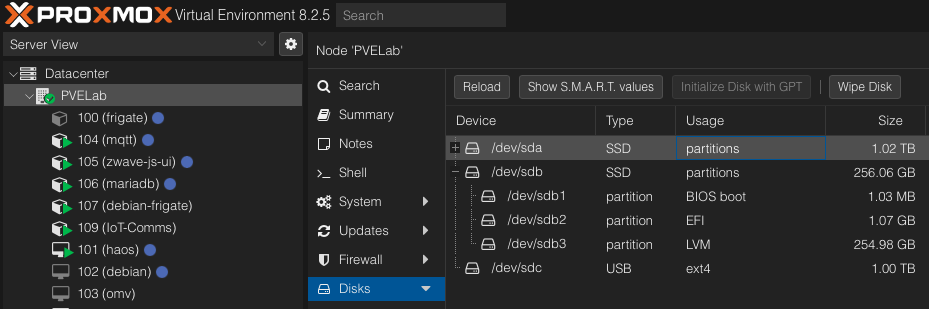 PROXMOX Virtual Environment 8.2.5 Search
Server View
Node 'PVELab'
Datacenter
PVELab
100 (frigate)
104 (mqtt)
105 (zwave-js-ui)
106 (mariadb)
107 (debian-frigate)
109 (IoT-Comms)
101 (haos)
102 (debian)
103 (omv)
Search
Summary
Notes
>_ Shell
System
Updates
Firewall
Disks
Reload Show S.M.A.R.T. values Initialize Disk with GPT Wipe Disk
Device Type Usage Size
/dev/sda SSD partitions 1.02 TB
/dev/sdb SSD partitions 256.06 GB
/dev/sdb1 partition BIOS boot 1.03 MB
/dev/sdb2 partition EFI 1.07 GB
/dev/sdb3 partition LVM 254.98 GB
/dev/sdc USB ext4 1.00 TB